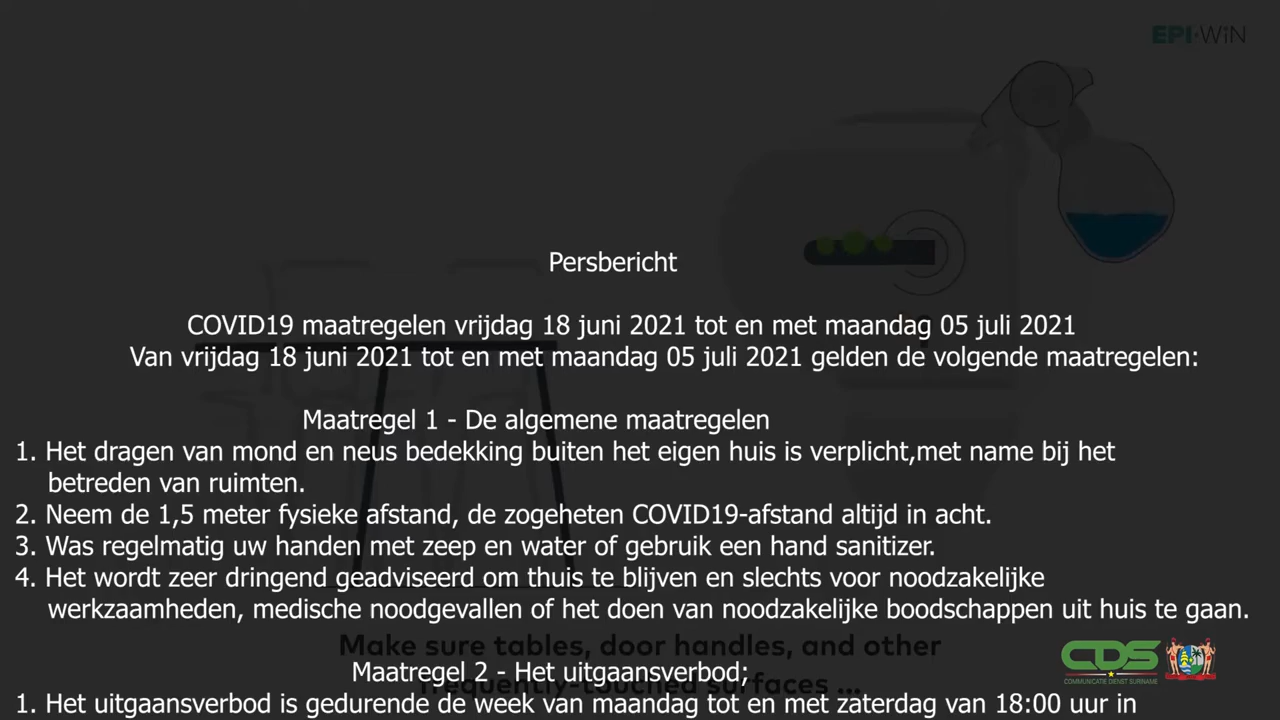 EPI·WiN
Persbericht
COVID19 maatregelen vrijdag 18 juni 2021 tot en met maandag 05 juli 2021
Van vrijdag 18 juni 2021 tot en met maandag 05 juli 2021 gelden de volgende maatregelen:
Maatregel 1 - De algemene maatregelen
1. Het dragen van mond en neus bedekking buiten het eigen huis is verplicht,met name bij het
betreden van ruimten.
2. Neem de 1,5 meter fysieke afstand, de zogeheten COVID19-afstand altijd in acht.
3. Was regelmatig uw handen met zeep en water of gebruik een hand sanitizer.
4. Het wordt zeer dringend geadviseerd om thuis te blijven en slechts voor noodzakelijke
werkzaamheden, medische noodgevallen of het doen van noodzakelijke boodschappen uit huis te gaan.
Make sure tables, door handles, and other
frequently-touched surfaces ...
CDS
COMMUNICATIE DIENST SURINAME
Maatregel 2 - Het uitgaansverbod;
1. Het uitgaansverbod is gedurende de week van maandag tot en met zaterdag van 18:00 uur in